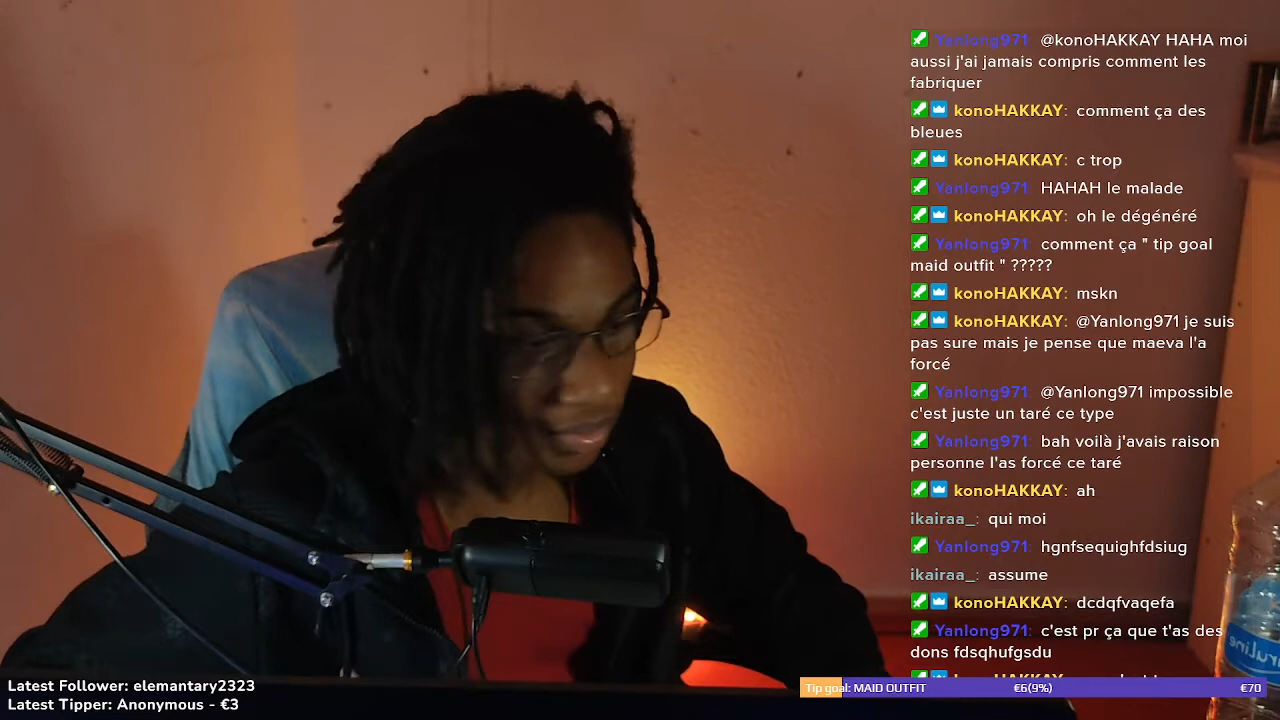 Yanlong971: @konoHAKKAY HAHA moi
aussi j'ai jamais compris comment les
fabriquer
konoHAKKAY: comment ça des
bleues
konoHAKKAY: c trop
Yanlong971: HAHAH le malade
konoHAKKAY: oh le dégénéré
Yanlong971: comment ça " tip goal
maid outfit " ?????
konoHAKKAY: mskn
konoHAKKAY: @Yanlong971 je suis
pas sure mais je pense que maeva l'a
forcé
Yanlong971: @Yanlong971 impossible
c'est juste un taré ce type
Yanlong971: bah voilà j'avais raison
personne l'as forcé ce taré
konoHAKKAY: ah
ikairaa_: qui moi
Yanlong971: hgnfsequighfdsiug
ikairaa_: assume
konoHAKKAY: dcdqfvaqefa
Yanlong971: c'est pr ça que t'as des
dons fdsqhufgsdu
Latest Follower: elemantary2323
Latest Tipper: Anonymous - €3
Tip goal: MAID OUTFIT €6(9%) €70